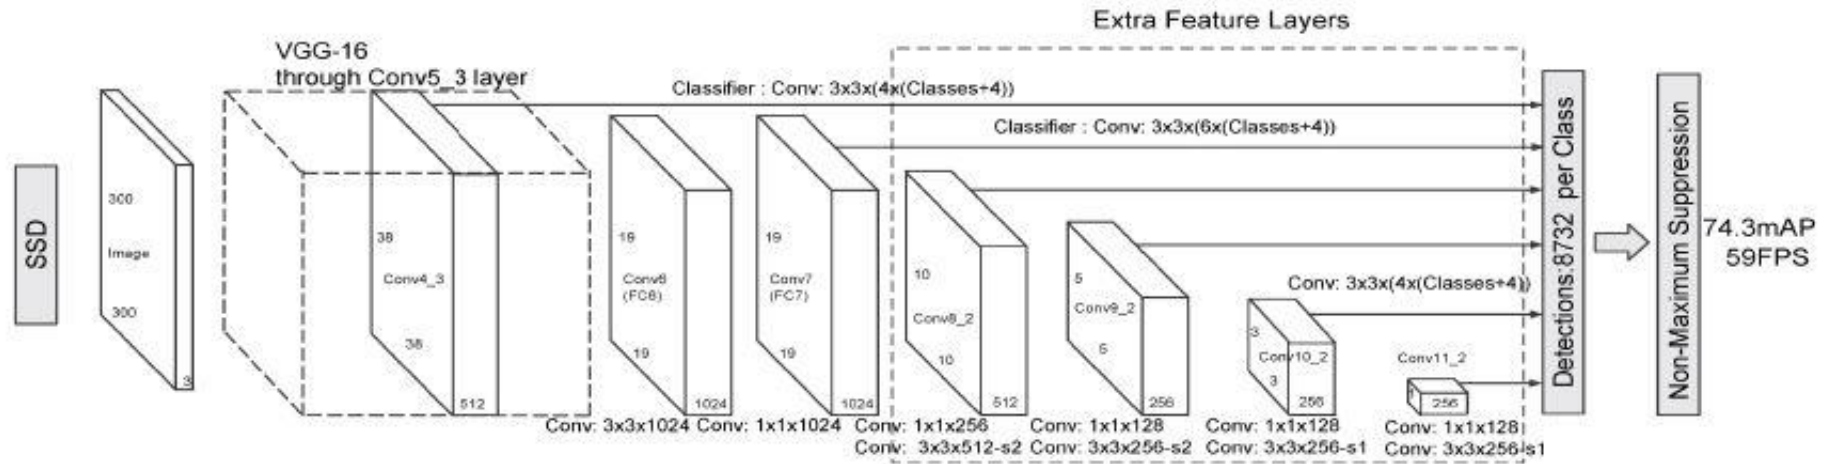 Extra Feature Layers
VGG-16
through Conv5_3 layer
Classifier : Conv: 3x3x(4x(Classes+4))
Classifier : Conv: 3x3x(6x(Classes+4))
SSD
300
Image
300
3
38
Conv4_3
38
512
19
Conv6
(FC6)
19
1024
19
Conv7
(FC7)
19
1024
10
Conv8_2
10
512
5
Conv9_2
5
256
Conv: 3x3x(4x(Classes+4))
3
Conv10_2
3
256
Conv11_2
256
Detections:8732 per Class
Non-Maximum Suppression
74.3mAP
59FPS
Conv: 3x3x1024 Conv: 1x1x1024 Conv: 1x1x256 Conv: 1x1x128 Conv: 1x1x128 Conv: 1x1x128
Conv: 3x3x512-s2 Conv: 3x3x256-s2 Conv: 3x3x256-s1 Conv: 3x3x256-s1